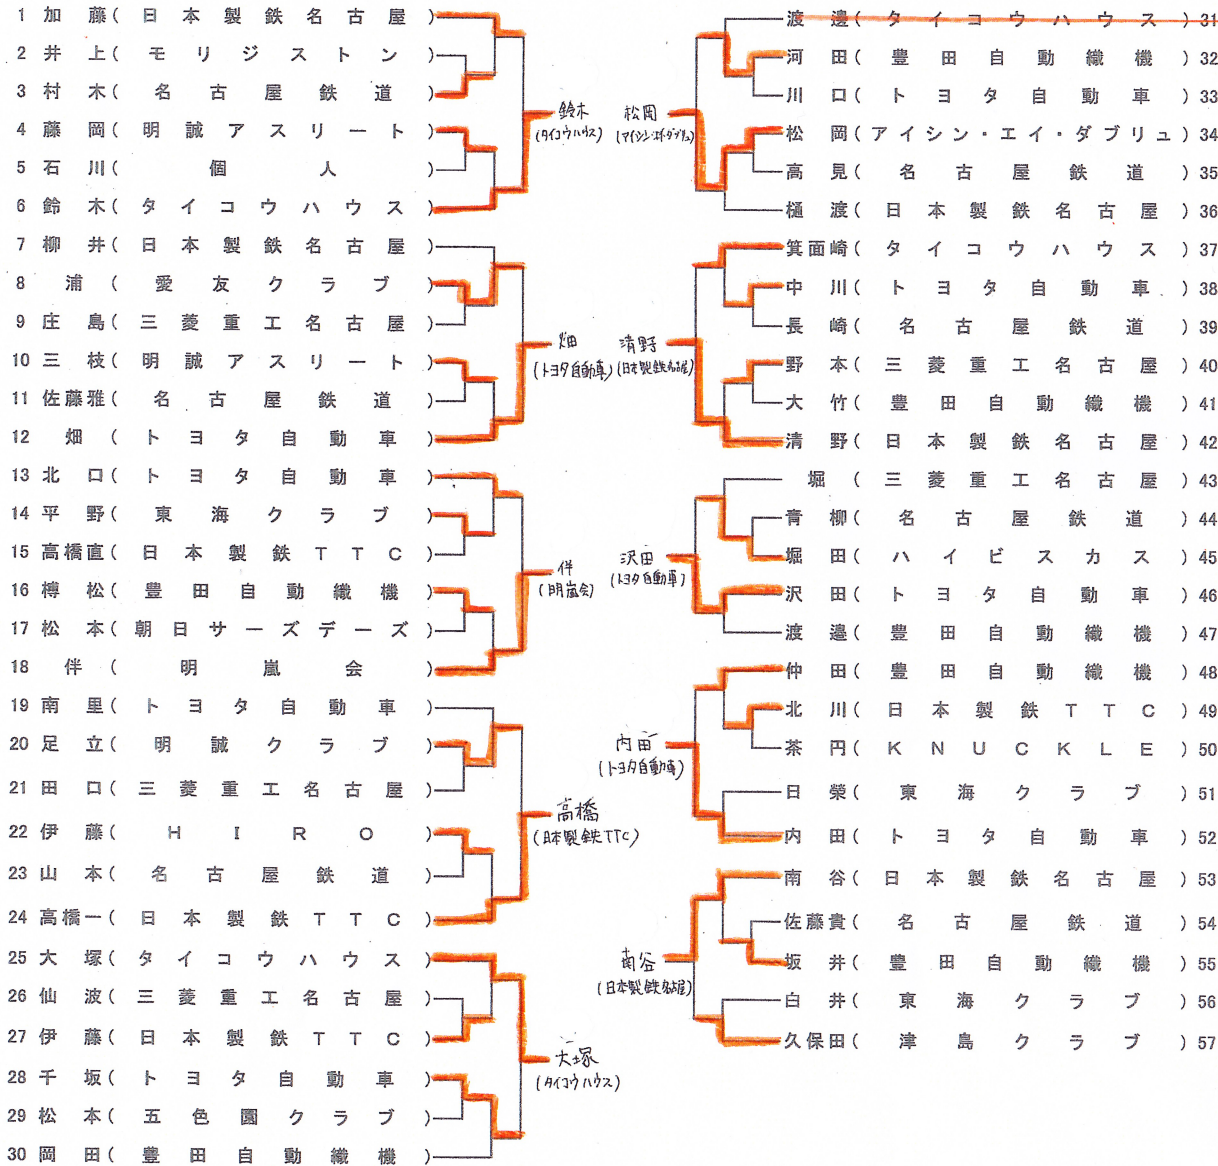 1 加藤(日本製鉄名古屋)
2 井上(モリジストン)
3 村木(名古屋鉄道)
4 藤岡(明誠アスリート)
5 石川(個人)
6 鈴木(タイコウハウス)
7 柳井(日本製鉄名古屋)
8 浦(愛友クラブ)
9 庄島(三菱重工名古屋)
10 三枝(明誠アスリート)
11 佐藤雅(名古屋鉄道)
12 畑(トヨタ自動車)
13 北口(トヨタ自動車)
14 平野(東海クラブ)
15 高橋直(日本製鉄TTC)
16 樽松(豊田自動織機)
17 松本(朝日サーズデーズ)
18 伴(明嵐会)
19 南里(トヨタ自動車)
20 足立(明誠クラブ)
21 田口(三菱重工名古屋)
22 伊藤(HIRO)
23 山本(名古屋鉄道)
24 高橋一(日本製鉄TTC)
25 大塚(タイコウハウス)
26 仙波(三菱重工名古屋)
27 伊藤(日本製鉄TTC)
28 千坂(トヨタ自動車)
29 松本(五色園クラブ)
30 岡田(豊田自動織機)
鈴木
(タイコウハウス)
畑
(トヨタ自動車)
伴
(明嵐会)
高橋
(日本製鉄TTC)
大塚
(タイコウハウス)
松岡
(アイシン・エイ・ダブリュ)
清野
(日本製鉄名古屋)
沢田
(トヨタ自動車)
内田
(トヨタ自動車)
南谷
(日本製鉄名古屋)
渡邊(タイコウハウス)31
河田(豊田自動織機)32
川口(トヨタ自動車)33
松岡(アイシン・エイ・ダブリュ)34
高見(名古屋鉄道)35
樋渡(日本製鉄名古屋)36
箕面崎(タイコウハウス)37
中川(トヨタ自動車)38
長崎(名古屋鉄道)39
野本(三菱重工名古屋)40
大竹(豊田自動織機)41
清野(日本製鉄名古屋)42
堀(三菱重工名古屋)43
青柳(名古屋鉄道)44
堀田(ハイビスカス)45
沢田(トヨタ自動車)46
渡邉(豊田自動織機)47
仲田(豊田自動織機)48
北川(日本製鉄TTC)49
茶円(KNUCKLE)50
日榮(東海クラブ)51
内田(トヨタ自動車)52
南谷(日本製鉄名古屋)53
佐藤貴(名古屋鉄道)54
坂井(豊田自動織機)55
白井(東海クラブ)56
久保田(津島クラブ)57